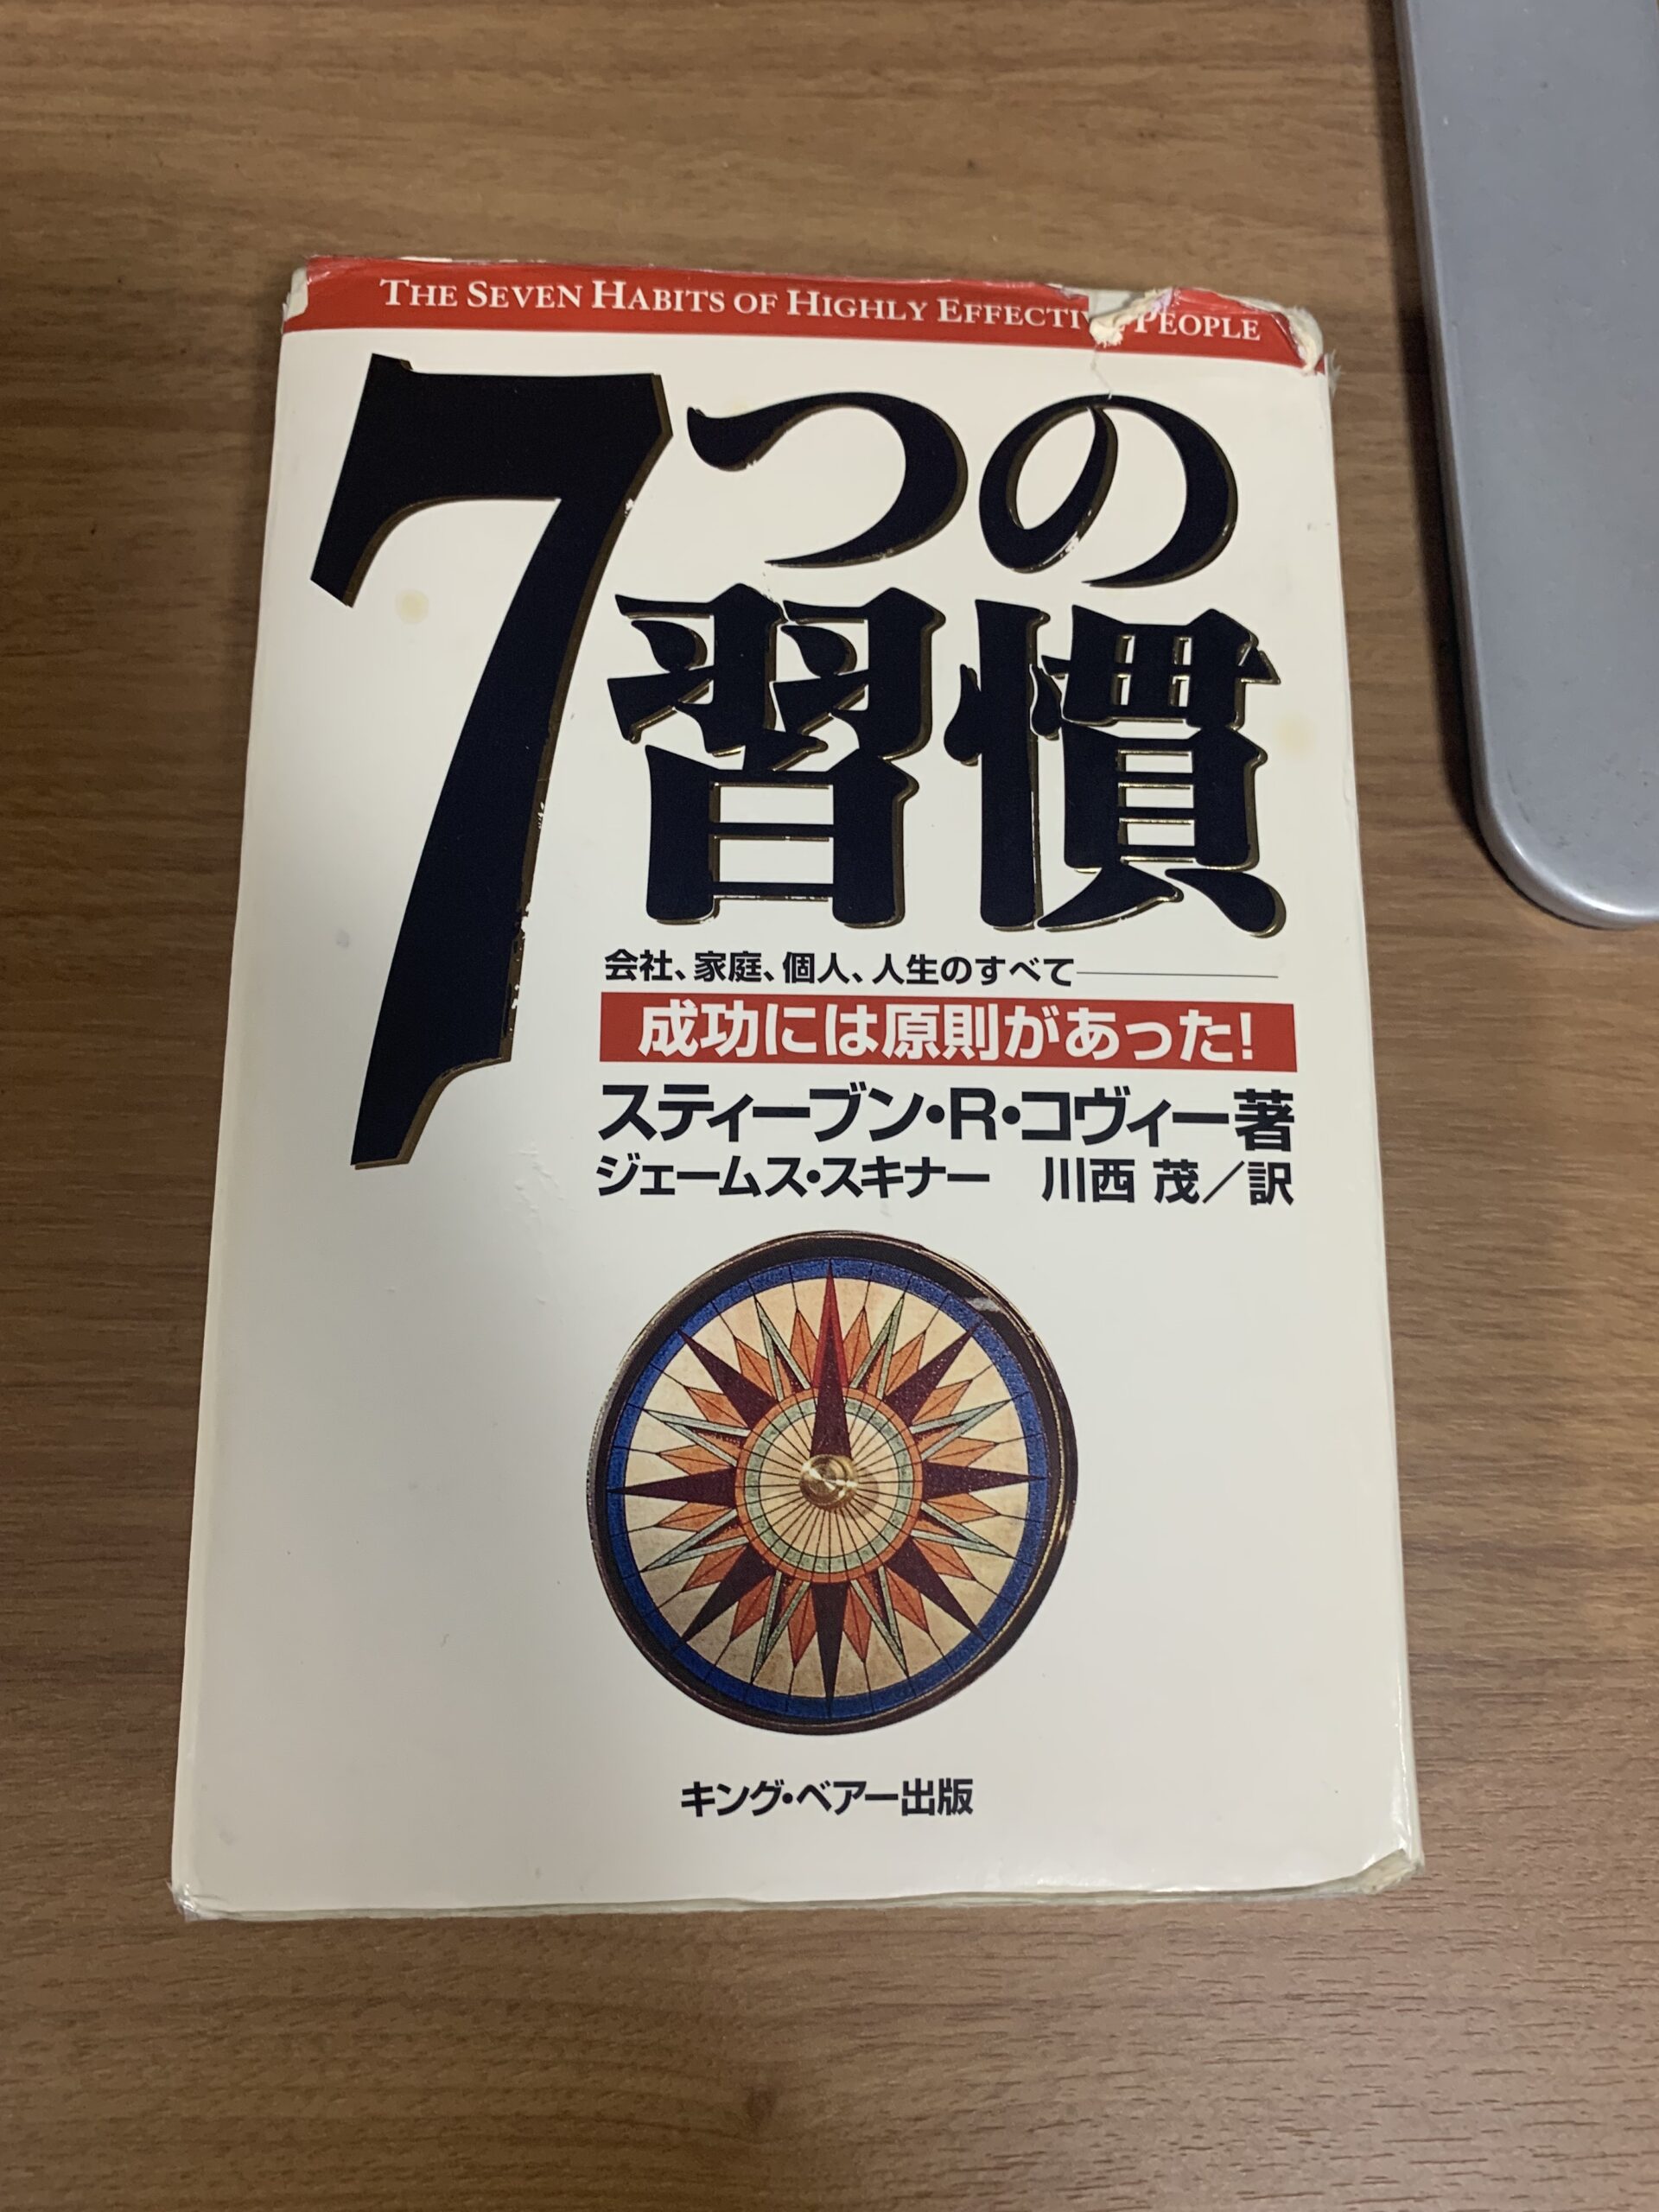 THE SEVEN HABITS OF HIGHLY EFFECTIVE PEOPLE
7つの
習慣
会社、家庭、個人、人生のすべて
成功には原則があった!
スティーブン・R・コヴィー著
ジェームス・スキナー 川西 茂/訳
キング・ベアー出版